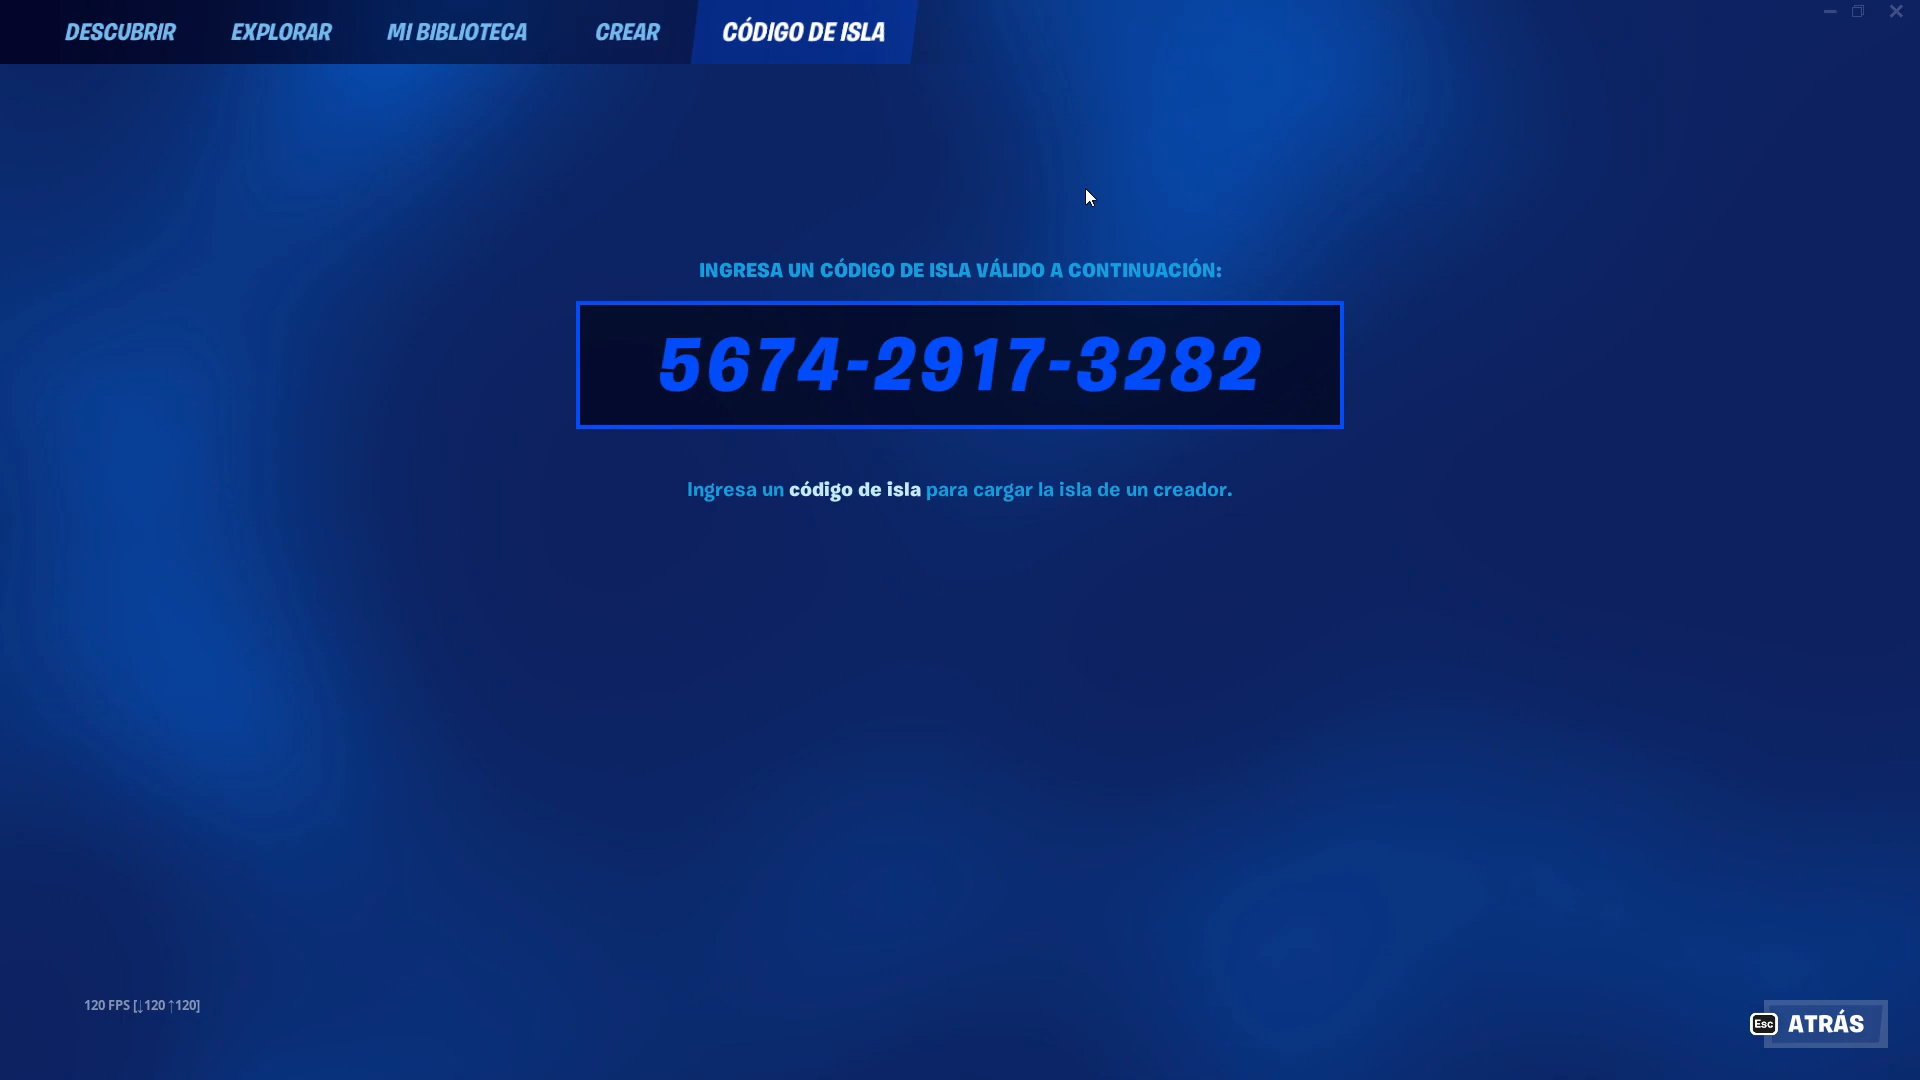 DESCUBRIR EXPLORAR MI BIBLIOTECA CREAR CÓDIGO DE ISLA
INGRESA UN CÓDIGO DE ISLA VÁLIDO A CONTINUACIÓN:
5674-2917-3282
Ingresa un código de isla para cargar la isla de un creador.
120 FPS [↓120 ↑120]
Esc ATRÁS